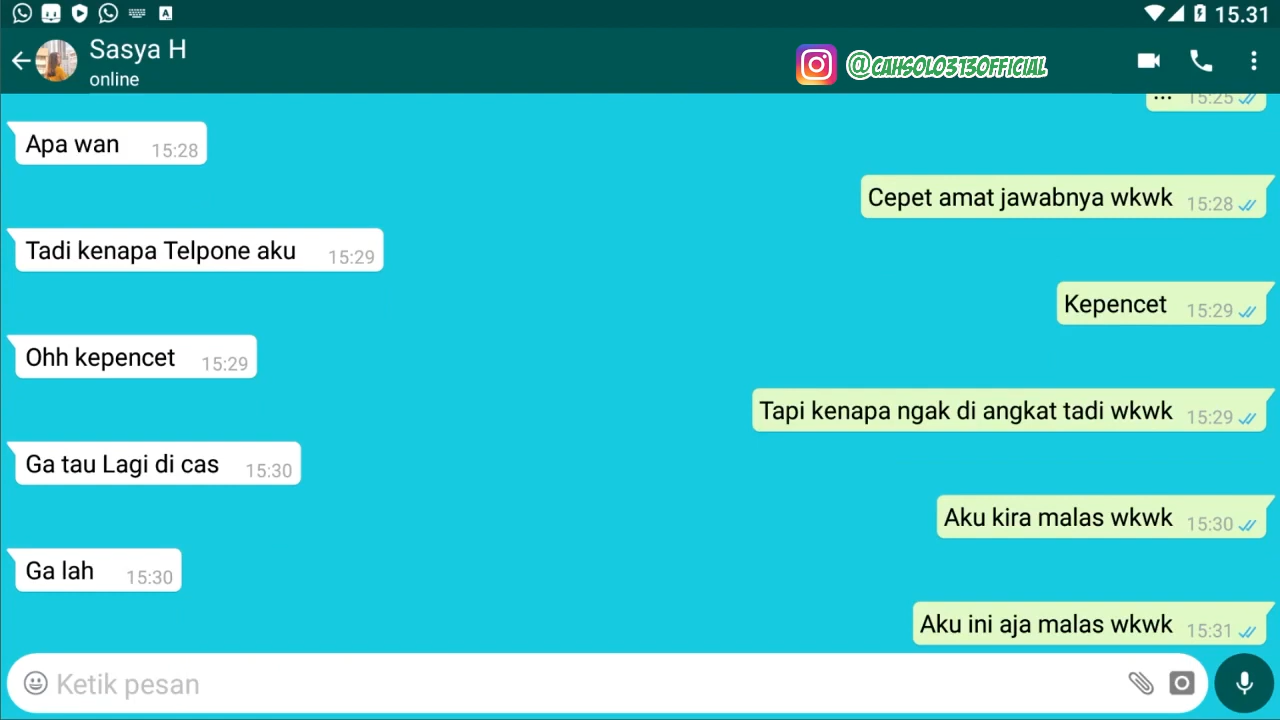 15.31
Sasya H
online
@CAHSOLO313OFFICIAL
... 15:25
Apa wan 15:28
Cepet amat jawabnya wkwk 15:28
Tadi kenapa Telpone aku 15:29
Kepencet 15:29
Ohh kepencet 15:29
Tapi kenapa ngak di angkat tadi wkwk 15:29
Ga tau Lagi di cas 15:30
Aku kira malas wkwk 15:30
Ga lah 15:30
Aku ini aja malas wkwk 15:31
Ketik pesan